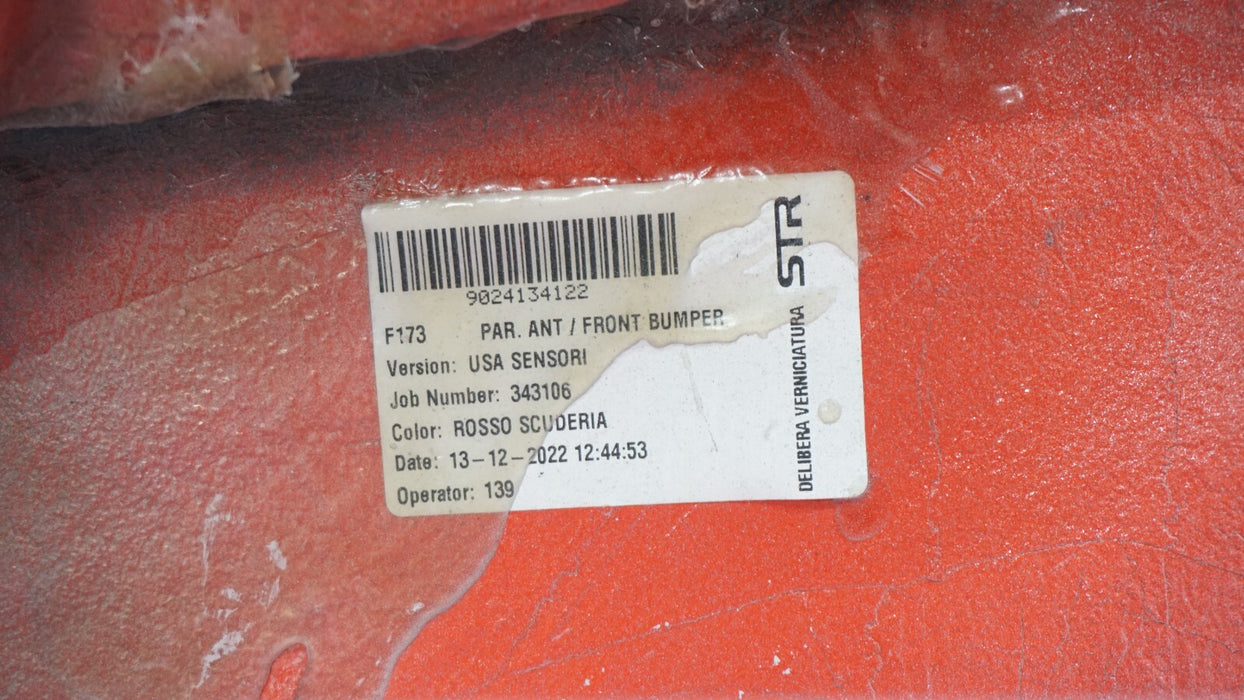 9024134122
F173 PAR. ANT / FRONT BUMPER
Version: USA SENSORI
Job Number: 343106
Color: ROSSO SCUDERIA
Date: 13-12-2022 12:44:53
Operator: 139
DELIBERA VERNICIATURA STR